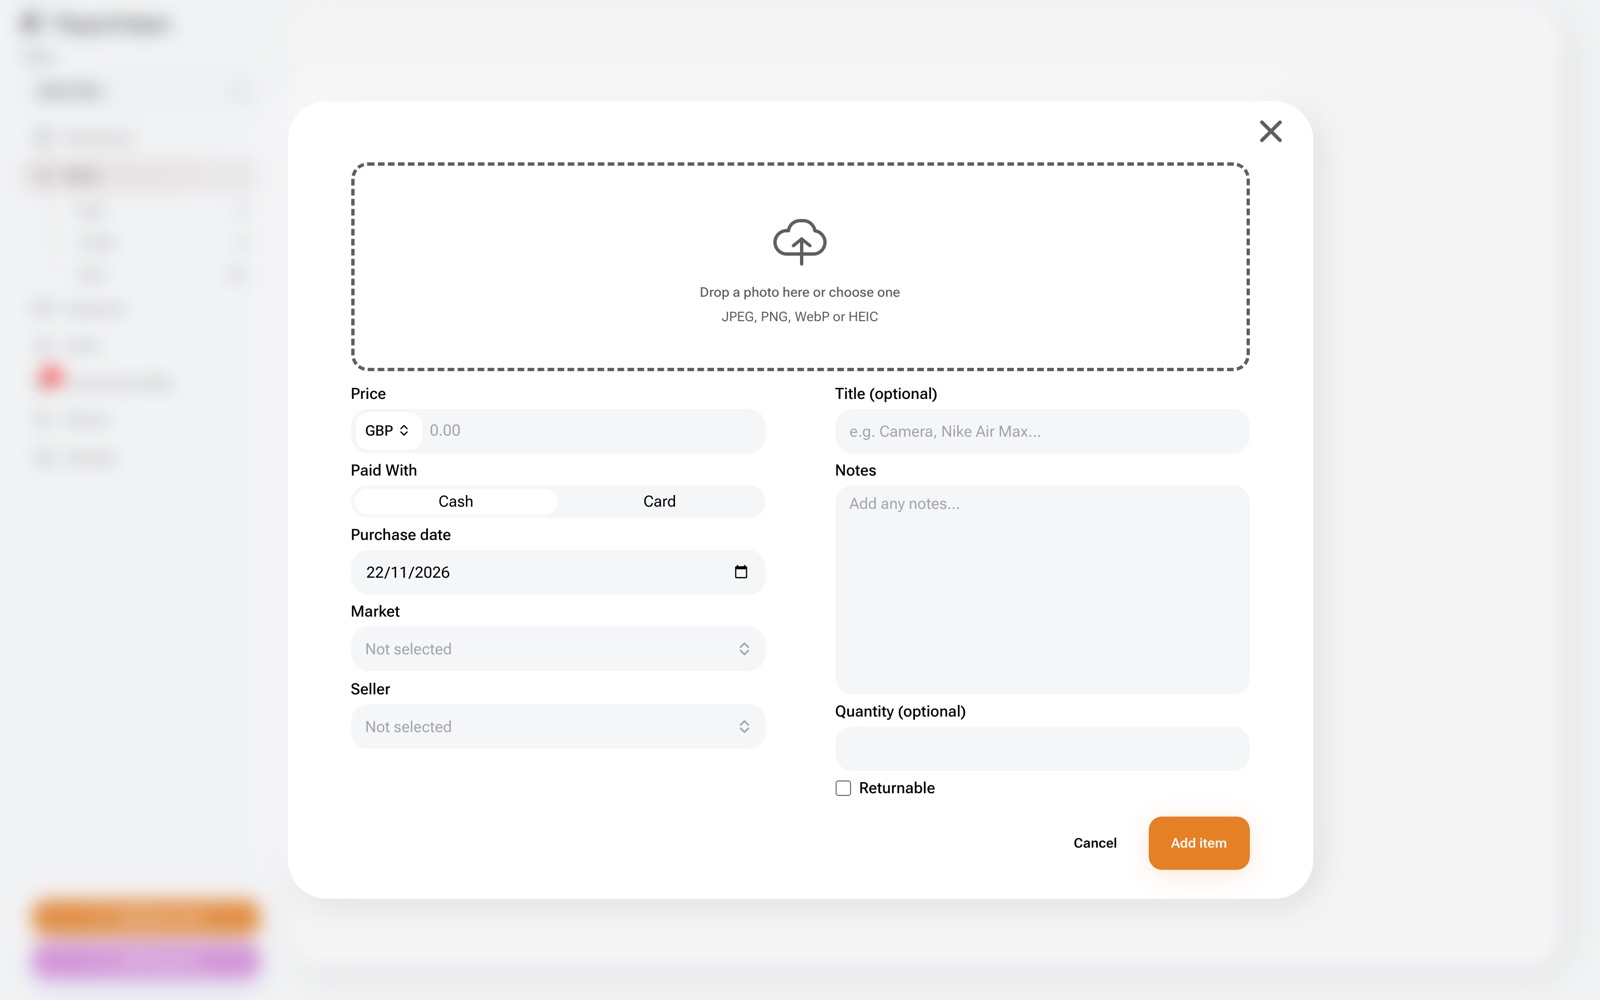 Drop a photo here or choose one
JPEG, PNG, WebP or HEIC
Price
GBP 0.00
Paid With
Cash Card
Purchase date
22/11/2026
Market
Not selected
Seller
Not selected
Title (optional)
e.g. Camera, Nike Air Max...
Notes
Add any notes...
Quantity (optional)
Returnable
Cancel Add item